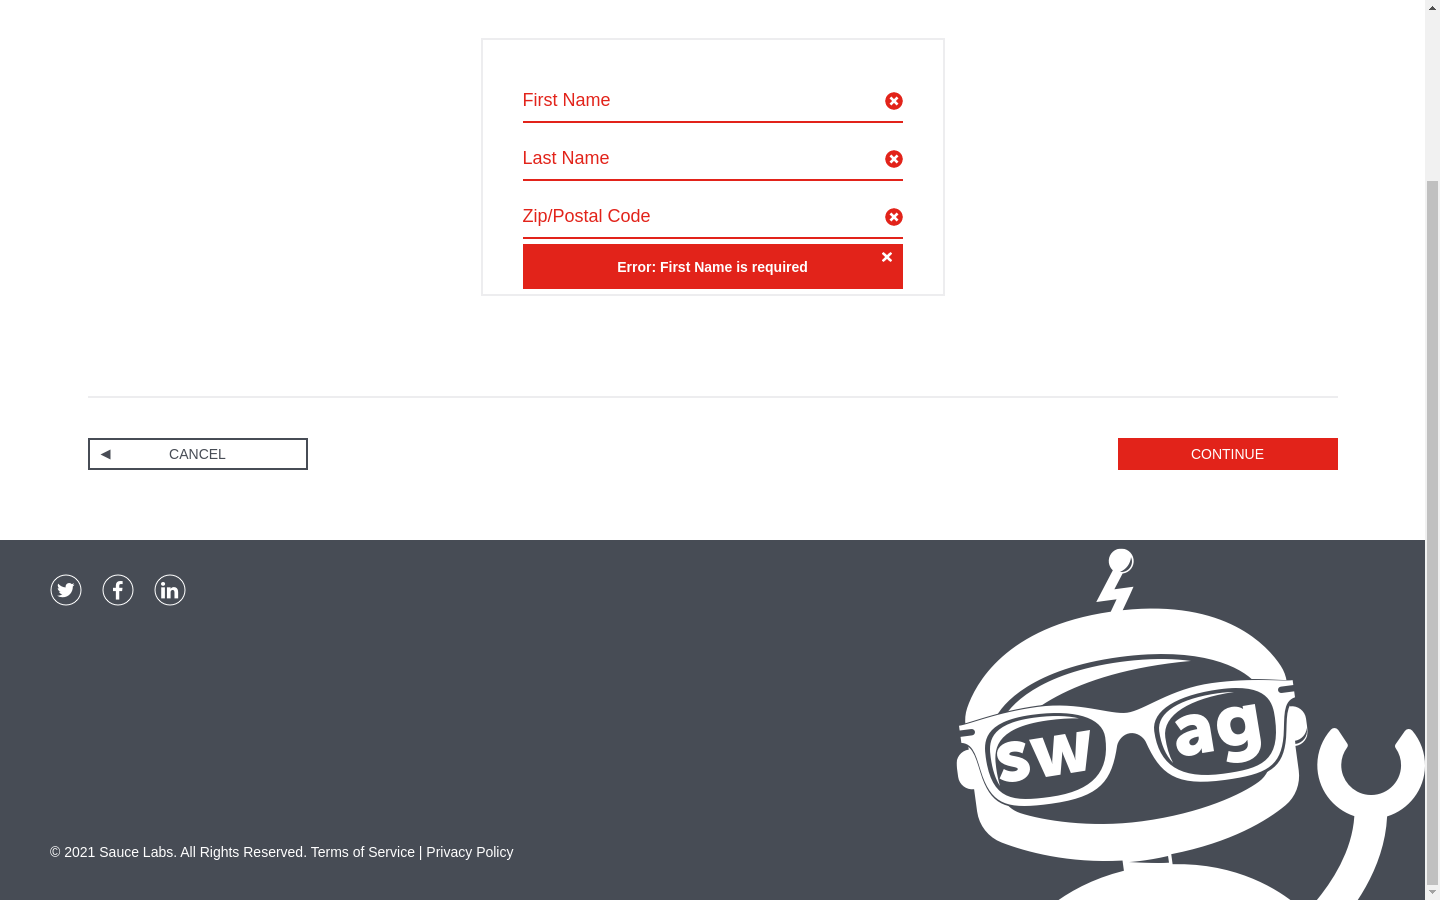 First Name
Last Name
Zip/Postal Code
Error: First Name is required
CANCEL
CONTINUE
sw ag
© 2021 Sauce Labs. All Rights Reserved. Terms of Service | Privacy Policy